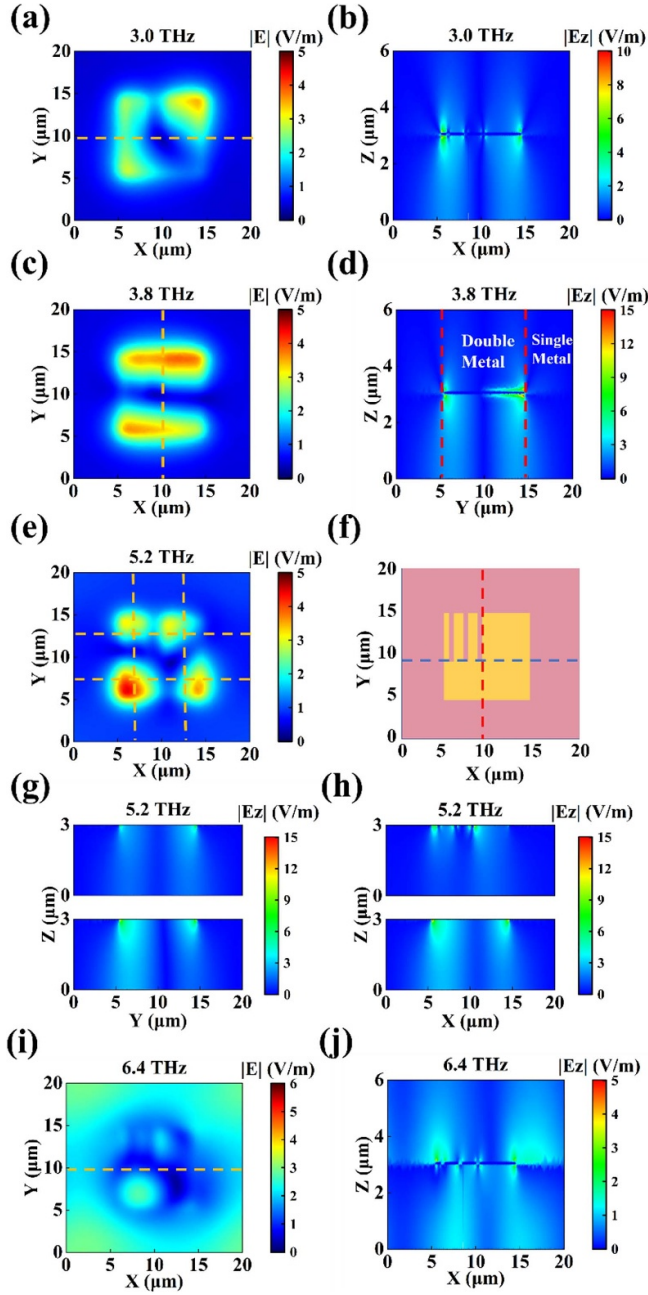 (a)
3.0 THz
|E| (V/m)
20
15
10
5
0
Y (μm)
0 5 10 15 20
X (μm)
5
4
3
2
1
0
(b)
3.0 THz
|Ez| (V/m)
6
4
2
0
Z (μm)
0 5 10 15 20
X (μm)
10
8
6
4
2
0
(c)
3.8 THz
|E| (V/m)
20
15
10
5
0
Y (μm)
0 5 10 15 20
X (μm)
5
4
3
2
1
0
(d)
3.8 THz
|Ez| (V/m)
Double
Metal
Single
Metal
6
4
2
0
Z (μm)
0 5 10 15 20
Y (μm)
15
12
9
6
3
0
(e)
5.2 THz
|E| (V/m)
20
15
10
5
0
Y (μm)
0 5 10 15 20
X (μm)
5
4
3
2
1
0
(f)
20
15
10
5
0
Y (μm)
0 5 10 15 20
X (μm)
(g)
5.2 THz
|Ez| (V/m)
3
0
3
0
Z (μm)
0 5 10 15 20
Y (μm)
15
12
9
6
3
0
(h)
5.2 THz
|Ez| (V/m)
3
0
3
0
Z (μm)
0 5 10 15 20
X (μm)
15
12
9
6
3
0
(i)
6.4 THz
|E| (V/m)
20
15
10
5
0
Y (μm)
0 5 10 15 20
X (μm)
6
5
4
3
2
1
0
(j)
6.4 THz
|Ez| (V/m)
6
4
2
0
Z (μm)
0 5 10 15 20
X (μm)
5
4
3
2
1
0